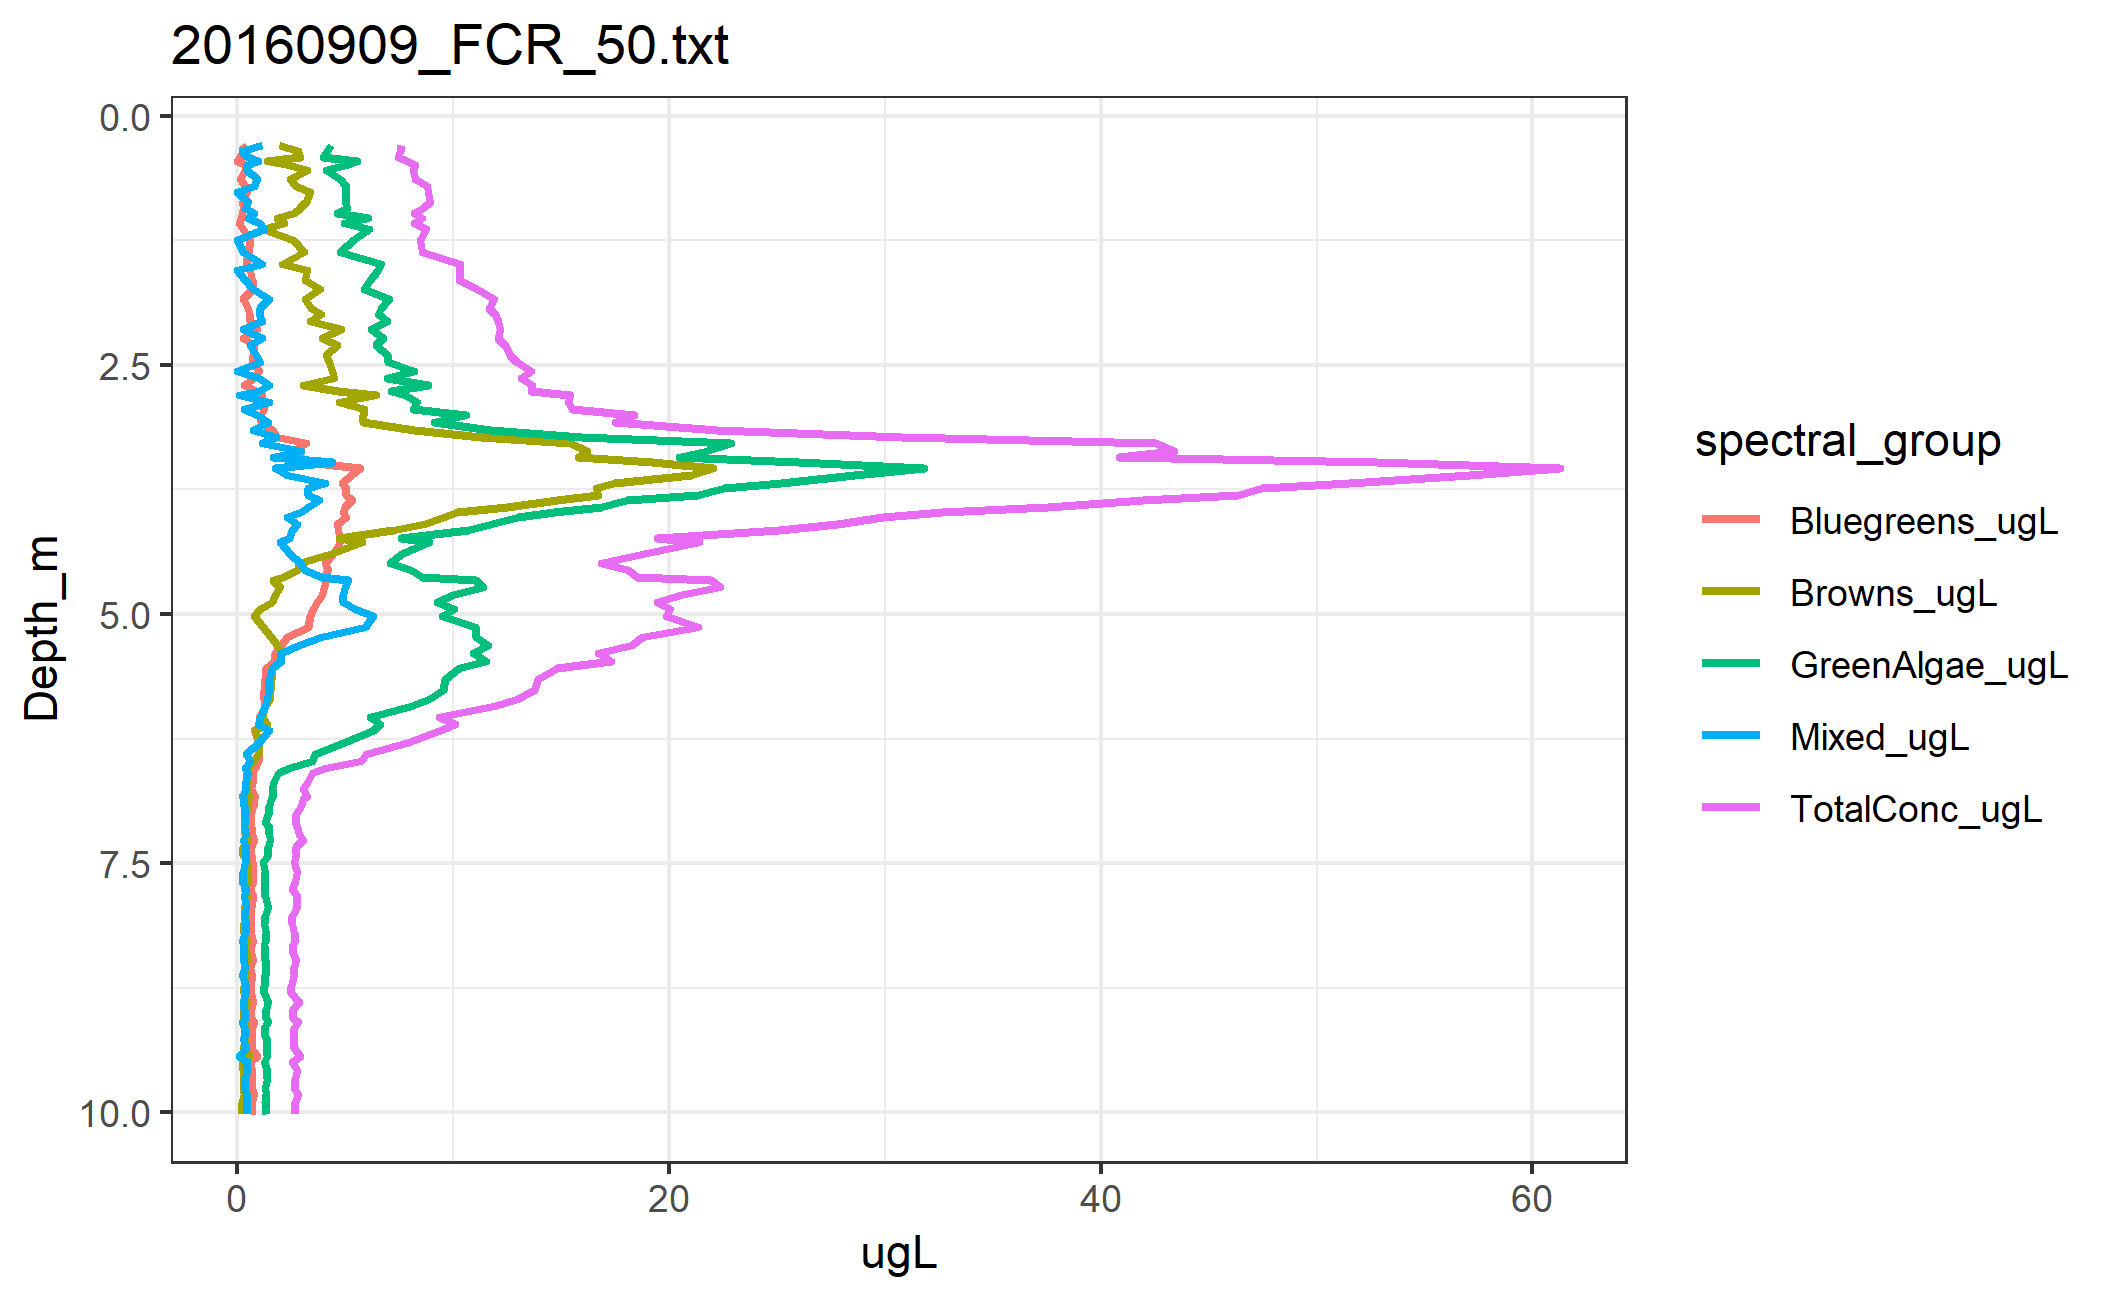 20160909_FCR_50.txt
Depth_m
0.0
2.5
5.0
7.5
10.0
0
20
40
60
ugL
spectral_group
Bluegreens_ugL
Browns_ugL
GreenAlgae_ugL
Mixed_ugL
TotalConc_ugL